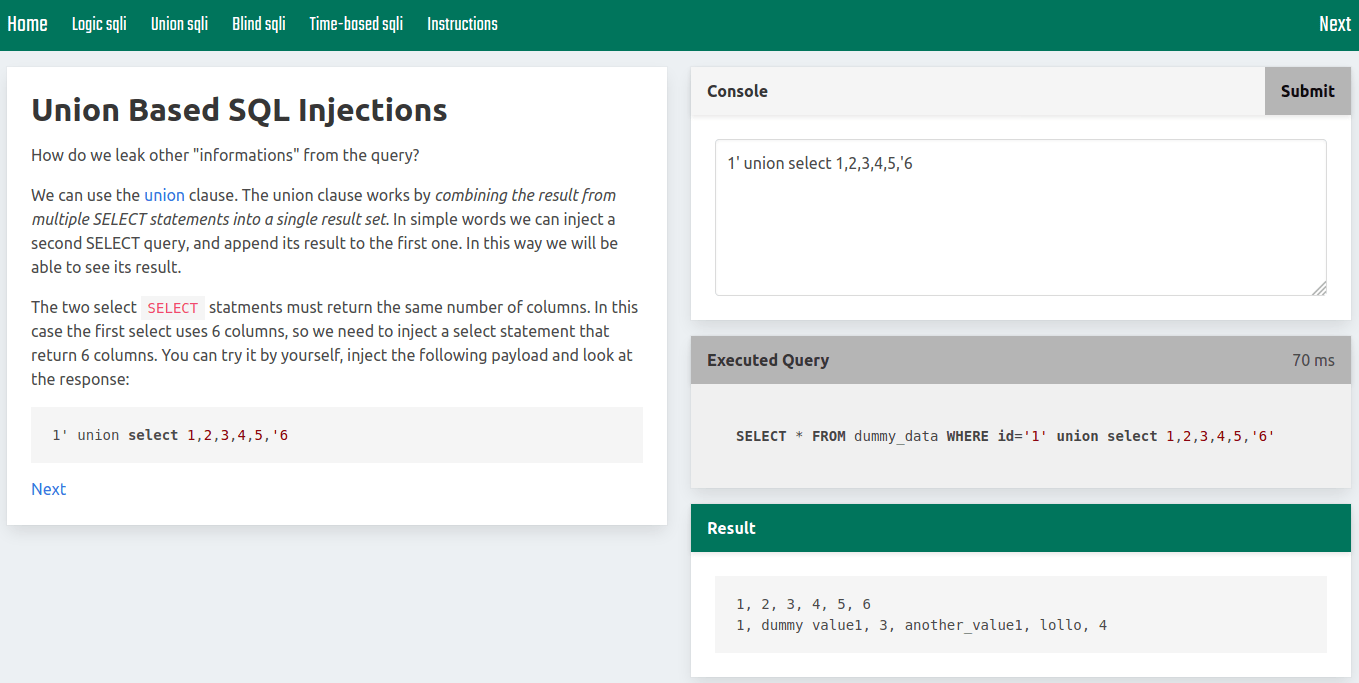 Home Logic sqli Union sqli Blind sqli Time-based sqli Instructions Next
Union Based SQL Injections
How do we leak other "informations" from the query?
We can use the union clause. The union clause works by combining the result from
multiple SELECT statements into a single result set. In simple words we can inject a
second SELECT query, and append its result to the first one. In this way we will be
able to see its result.
The two select SELECT statments must return the same number of columns. In this
case the first select uses 6 columns, so we need to inject a select statement that
return 6 columns. You can try it by yourself, inject the following payload and look at
the response:
1' union select 1,2,3,4,5,'6
Next
Console Submit
1' union select 1,2,3,4,5,'6
Executed Query 70 ms
SELECT * FROM dummy_data WHERE id='1' union select 1,2,3,4,5,'6'
Result
1, 2, 3, 4, 5, 6
1, dummy value1, 3, another_value1, lollo, 4